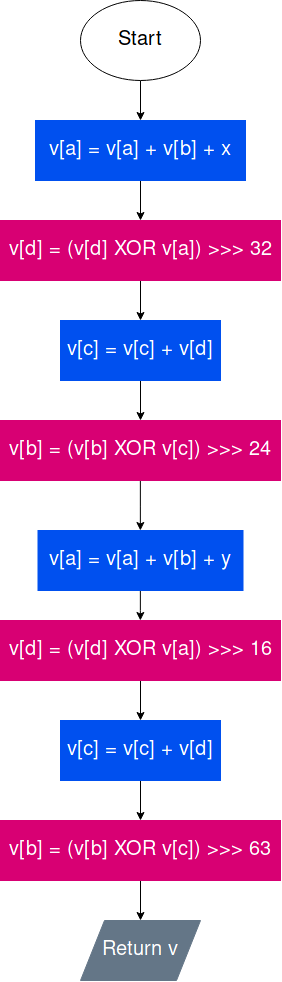 Start
v[a] = v[a] + v[b] + x
v[d] = (v[d] XOR v[a]) >>> 32
v[c] = v[c] + v[d]
v[b] = (v[b] XOR v[c]) >>> 24
v[a] = v[a] + v[b] + y
v[d] = (v[d] XOR v[a]) >>> 16
v[c] = v[c] + v[d]
v[b] = (v[b] XOR v[c]) >>> 63
Return v